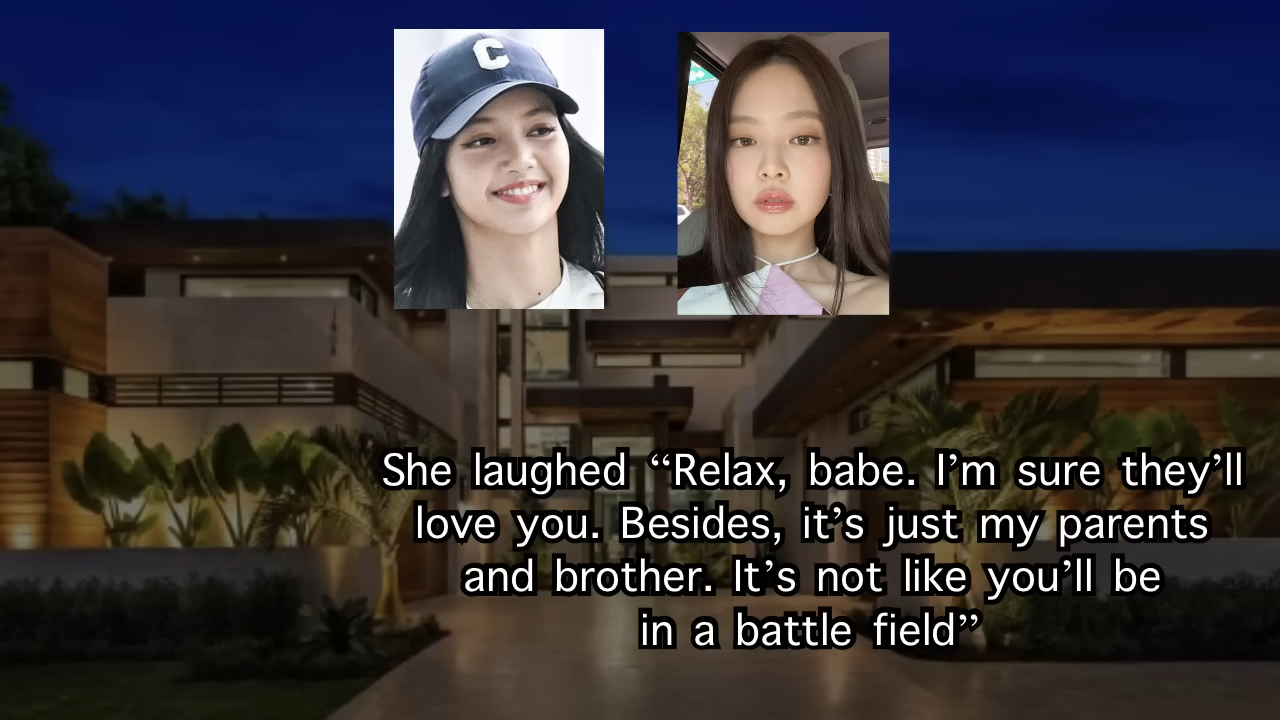 C
She laughed “Relax, babe. I’m sure they’ll
love you. Besides, it’s just my parents
and brother. It’s not like you’ll be
in a battle field”